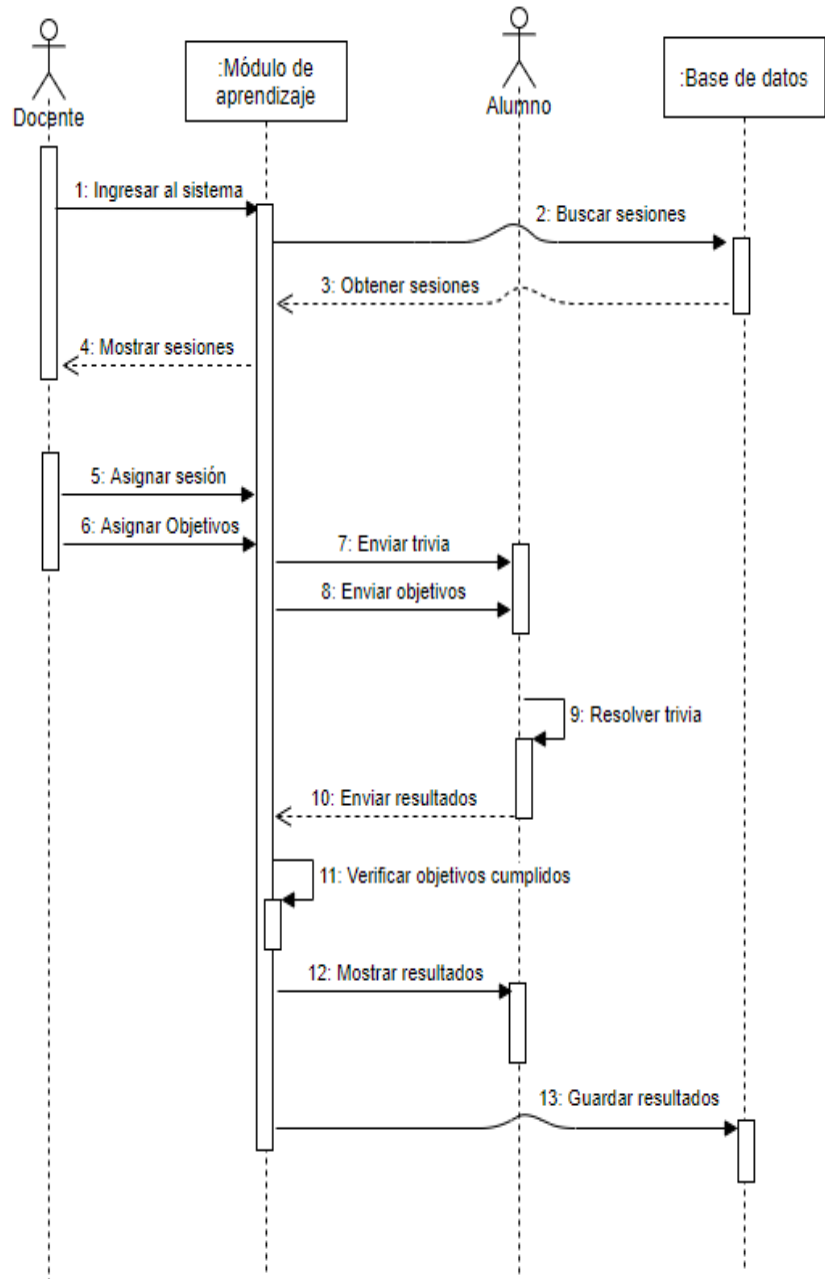 Docente
:Módulo de
aprendizaje
Alumno
:Base de datos
1: Ingresar al sistema
2: Buscar sesiones
3: Obtener sesiones
4: Mostrar sesiones
5: Asignar sesión
6: Asignar Objetivos
7: Enviar trivia
8: Enviar objetivos
9: Resolver trivia
10: Enviar resultados
11: Verificar objetivos cumplidos
12: Mostrar resultados
13: Guardar resultados